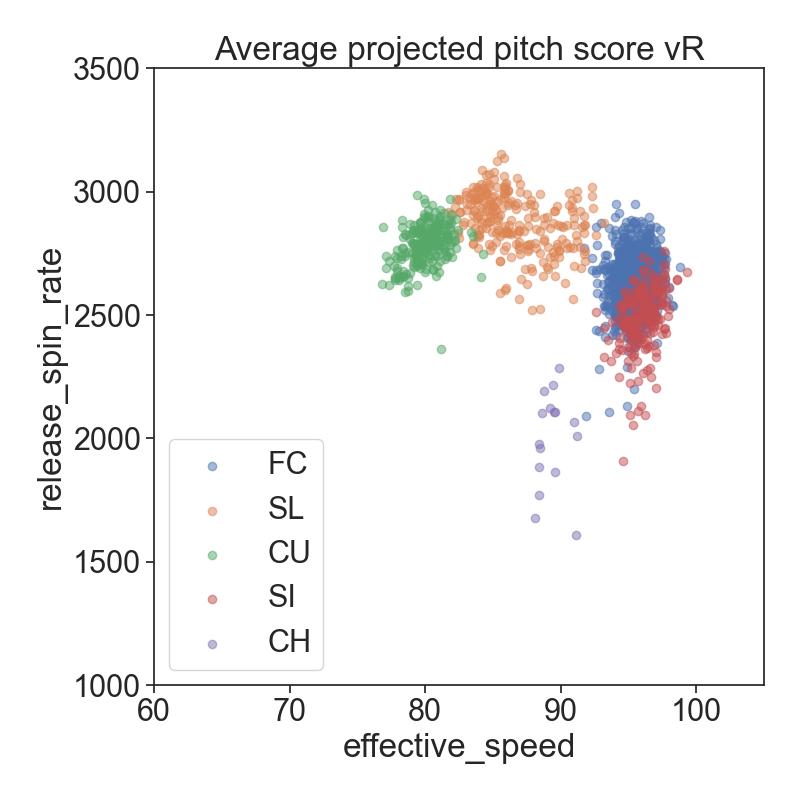 Average projected pitch score vR
3500
3000
2500
2000
1500
1000
release_spin_rate
FC
SL
CU
SI
CH
60
70
80
90
100
effective_speed